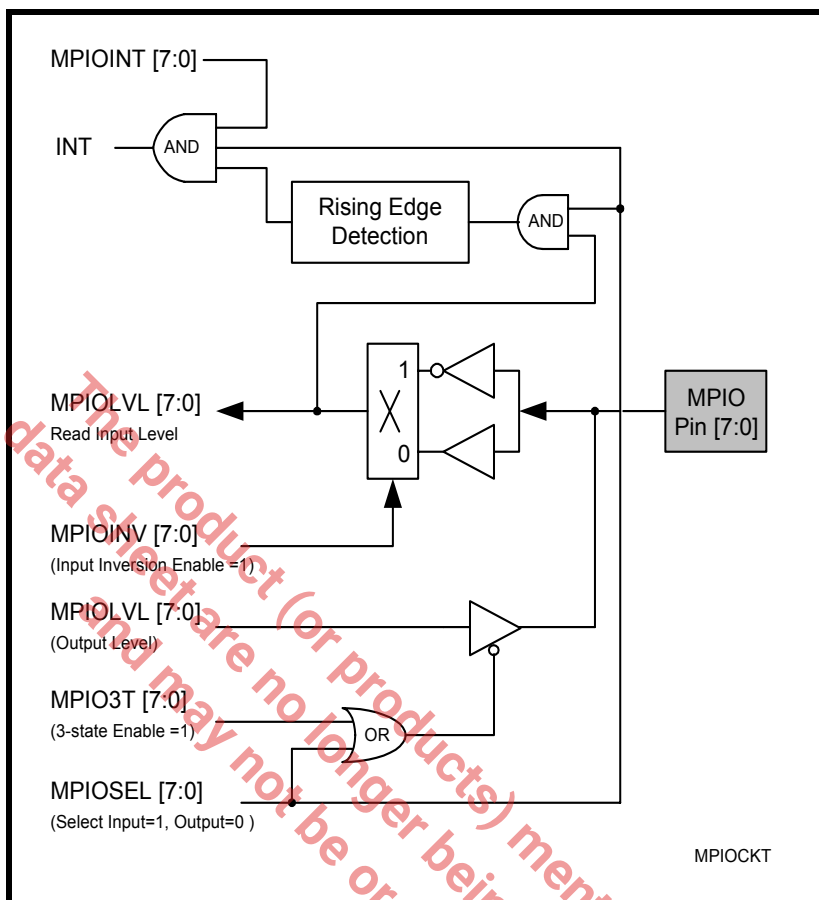 MPIOINT [7:0]
INT
AND
Rising Edge
Detection
AND
MPIOLVL [7:0]
Read Input Level
1
0
MPIO
Pin [7:0]
MPIOINV [7:0]
(Input Inversion Enable =1)
MPIOLVL [7:0]
(Output Level)
MPIO3T [7:0]
(3-state Enable =1)
OR
MPIOSEL [7:0]
(Select Input=1, Output=0 )
MPIOCKT
The product (or products) ment
data sheet are no longer bein
and may not be or